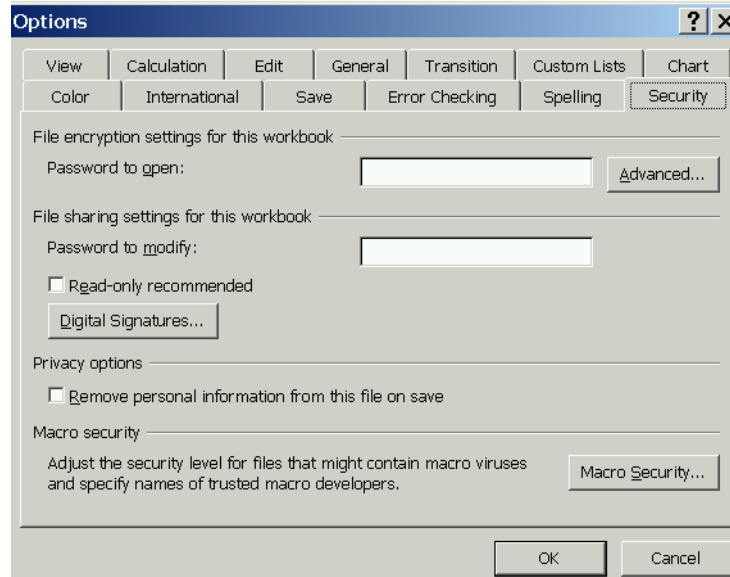 Options
View Calculation Edit General Transition Custom Lists Chart
Color International Save Error Checking Spelling Security
File encryption settings for this workbook
Password to open: Advanced...
File sharing settings for this workbook
Password to modify:
Read-only recommended
Digital Signatures...
Privacy options
Remove personal information from this file on save
Macro security
Adjust the security level for files that might contain macro viruses
and specify names of trusted macro developers.
Macro Security...
OK Cancel